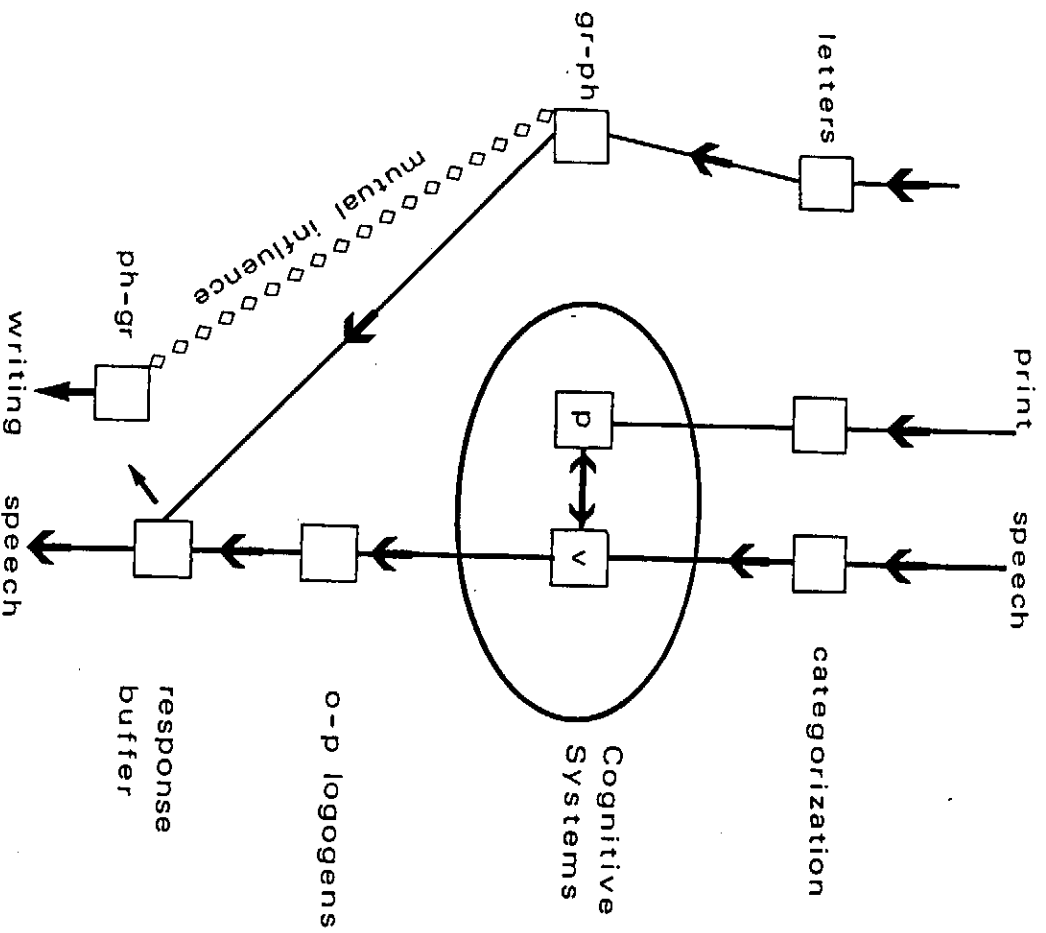 print
speech
letters
categorization
gr-ph
p
v
Cognitive
Systems
mutual influence
o-p logogens
ph-gr
response
buffer
writing
speech